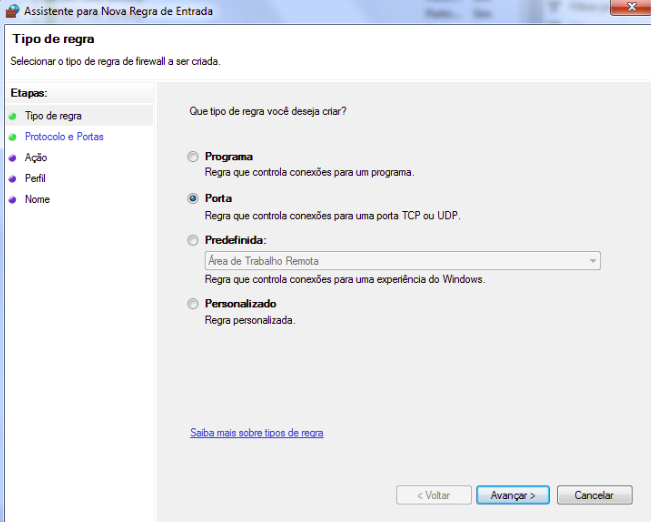 Assistente para Nova Regra de Entrada
Tipo de regra
Selecionar o tipo de regra de firewall a ser criada.
Etapas:
Tipo de regra
Protocolo e Portas
Ação
Perfil
Nome
Que tipo de regra você deseja criar?
Programa
Regra que controla conexões para um programa.
Porta
Regra que controla conexões para uma porta TCP ou UDP.
Predefinida:
Área de Trabalho Remota
Regra que controla conexões para uma experiência do Windows.
Personalizado
Regra personalizada.
Saiba mais sobre tipos de regra
< Voltar
Avançar >
Cancelar